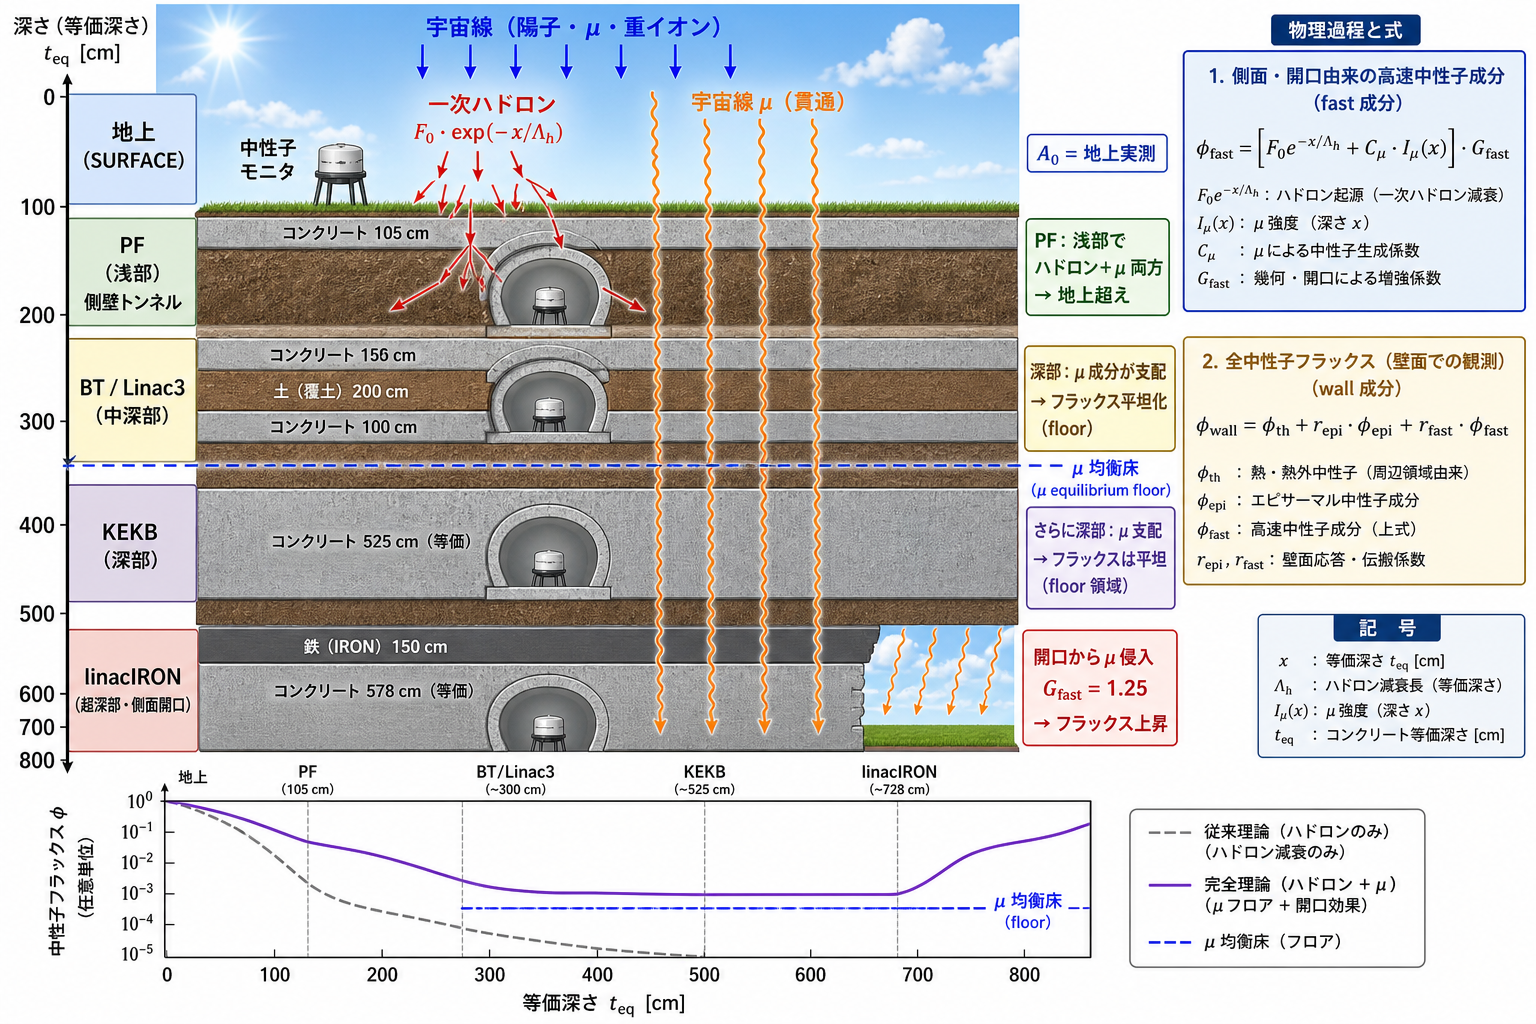 深さ（等価深さ）
t_eq [cm]
0
100
200
300
400
500
600
700
800
地上
（SURFACE）
PF
（浅部）
側壁トンネル
BT / Linac3
（中深部）
KEKB
（深部）
linacIRON
（超深部・側面開口）
宇宙線（陽子・μ・重イオン）
一次ハドロン
F₀ · exp(−x/Λ_h)
宇宙線 μ（貫通）
中性子
モニタ
コンクリート 105 cm
コンクリート 156 cm
土（覆土）200 cm
コンクリート 100 cm
コンクリート 525 cm（等価）
鉄（IRON）150 cm
コンクリート 578 cm（等価）
A₀ = 地上実測
PF：浅部で
ハドロン＋μ 両方
→ 地上超え
深部：μ 成分が支配
→ フラックス平坦化
（floor）
μ 均衡床
（μ equilibrium floor）
さらに深部：μ 支配
→ フラックスは平坦
（floor 領域）
開口から μ 侵入
G_fast = 1.25
→ フラックス上昇
物理過程と式
1. 側面・開口由来の高速中性子成分
（fast 成分）
ϕ_fast = [F₀e^{−x/Λ_h} + C_μ · I_μ(x)] · G_fast
F₀e^{−x/Λ_h}：ハドロン起源（一次ハドロン減衰）
I_μ(x)：μ 強度（深さ x）
C_μ ：μ による中性子生成係数
G_fast：幾何・開口による増強係数
2. 全中性子フラックス（壁面での観測）
（wall 成分）
ϕ_wall = ϕ_th + r_epi · ϕ_epi + r_fast · ϕ_fast
ϕ_th ：熱・熱外中性子（周辺領域由来）
ϕ_epi ：エピサーマル中性子成分
ϕ_fast：高速中性子成分（上式）
r_epi , r_fast：壁面応答・伝搬係数
記 号
x ：等価深さ t_eq [cm]
Λ_h ：ハドロン減衰長（等価深さ）
I_μ(x)：μ 強度（深さ x）
t_eq ：コンクリート等価深さ [cm]
地上
PF
（105 cm）
BT/Linac3
（~300 cm）
KEKB
（~525 cm）
linacIRON
（~728 cm）
中性子フラックス ϕ
（任意単位）
10⁰
10⁻¹
10⁻²
10⁻³
10⁻⁴
10⁻⁵
μ 均衡床
（floor）
0 100 200 300 400 500 600 700 800
等価深さ t_eq [cm]
従来理論（ハドロンのみ）
（ハドロン減衰のみ）
完全理論（ハドロン + μ）
（μ フロア + 開口効果）
μ 均衡床（フロア）